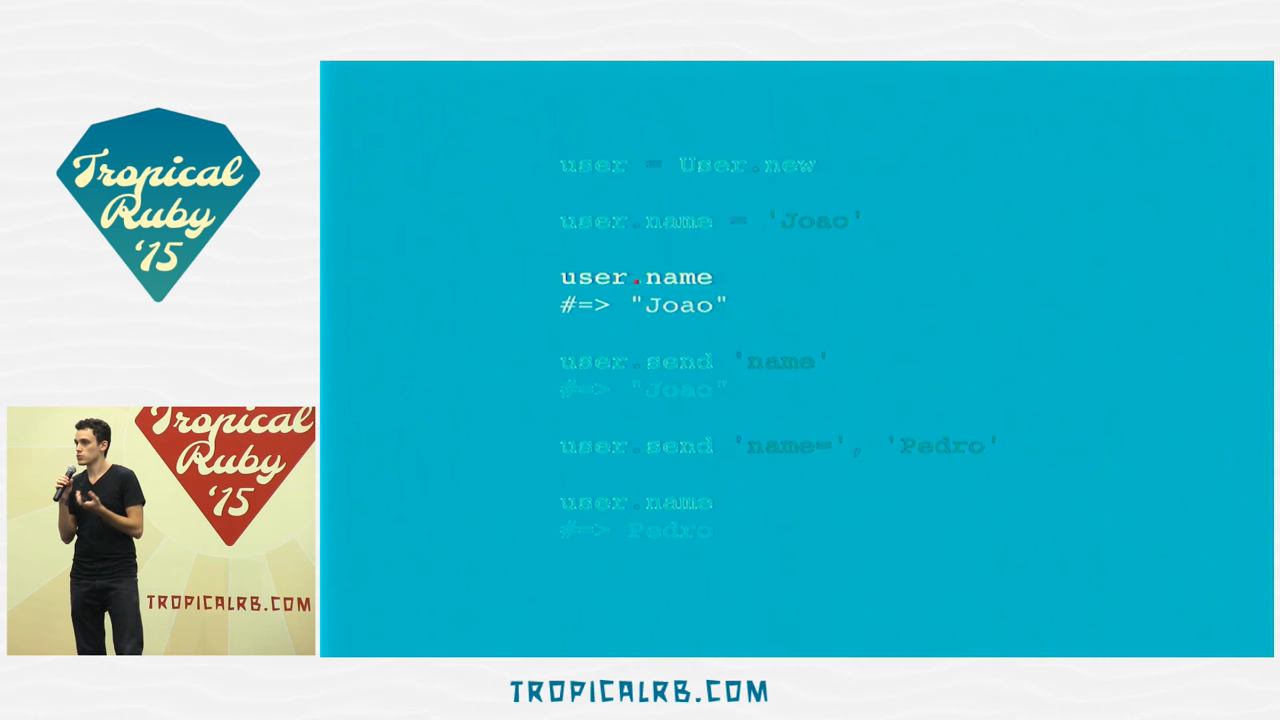 Tropical
Ruby
'15
user = User.new
user.name = 'Joao'
user.name
#=> "Joao"
user.send 'name'
#=> "Joao"
user.send 'name=', 'Pedro'
user.name
#=> Pedro
Tropical
Ruby
'15
TROPICALRB.COM
TROPICALRB.COM